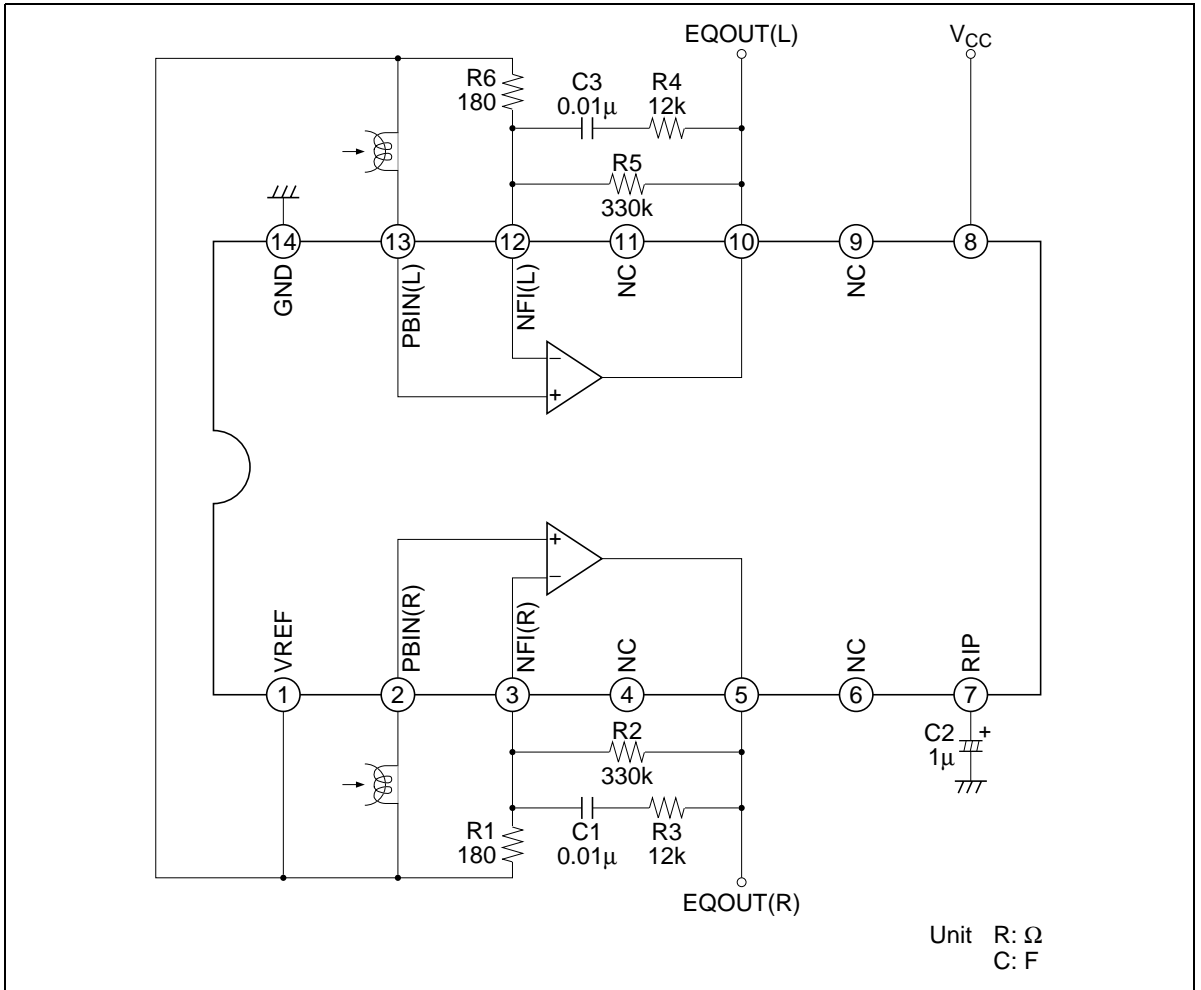 EQOUT(L)
VCC
R6
180
C3
0.01μ
R4
12k
R5
330k
14
13
12
11
10
9
8
GND
PBIN(L)
NFI(L)
NC
NC
−
+
+
−
VREF
PBIN(R)
NFI(R)
NC
NC
RIP
1
2
3
4
5
6
7
R2
330k
C2
1μ
+
R1
180
C1
0.01μ
R3
12k
EQOUT(R)
Unit R: Ω
C: F